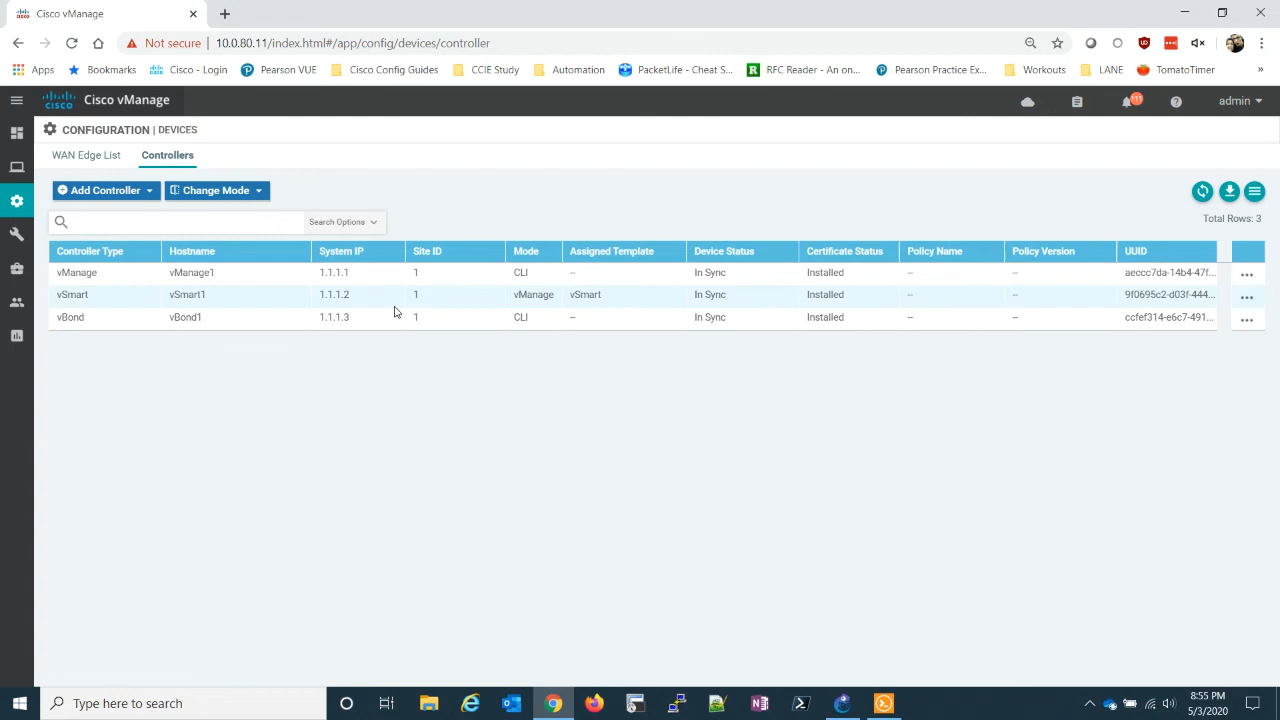 Cisco vManage
Not secure | 10.0.80.11/index.html#/app/config/devices/controller
Apps Bookmarks Cisco - Login Pearson VUE Cisco Config Guides CCIE Study Automation PacketLife - Cheat S... RFC Reader - An on... Pearson Practice Ex... Workouts LANE TomatoTimer »
CISCO Cisco vManage 111 admin
CONFIGURATION | DEVICES
WAN Edge List Controllers
Add Controller Change Mode
Search Options Total Rows: 3
Controller Type Hostname System IP Site ID Mode Assigned Template Device Status Certificate Status Policy Name Policy Version UUID
vManage vManage1 1.1.1.1 1 CLI -- In Sync Installed -- -- aeccc7da-14b4-47f... ...
vSmart vSmart1 1.1.1.2 1 vManage vSmart In Sync Installed -- -- 9f0695c2-d03f-444... ...
vBond vBond1 1.1.1.3 1 CLI -- In Sync Installed -- -- ccfef314-e6c7-491... ...
Type here to search
8:55 PM
5/3/2020